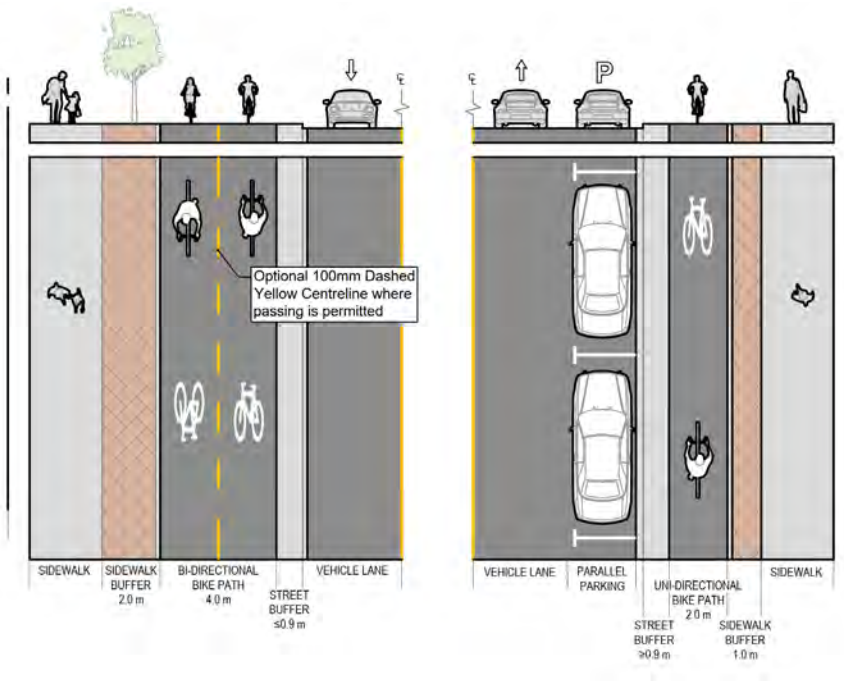 ℄
℄
P
Optional 100mm Dashed
Yellow Centreline where
passing is permitted
SIDEWALK
SIDEWALK
BUFFER
2.0 m
BI-DIRECTIONAL
BIKE PATH
4.0 m
STREET
BUFFER
≤0.9 m
VEHICLE LANE
VEHICLE LANE
PARALLEL
PARKING
STREET
BUFFER
≥0.9 m
UNI-DIRECTIONAL
BIKE PATH
2.0 m
SIDEWALK
BUFFER
1.0 m
SIDEWALK